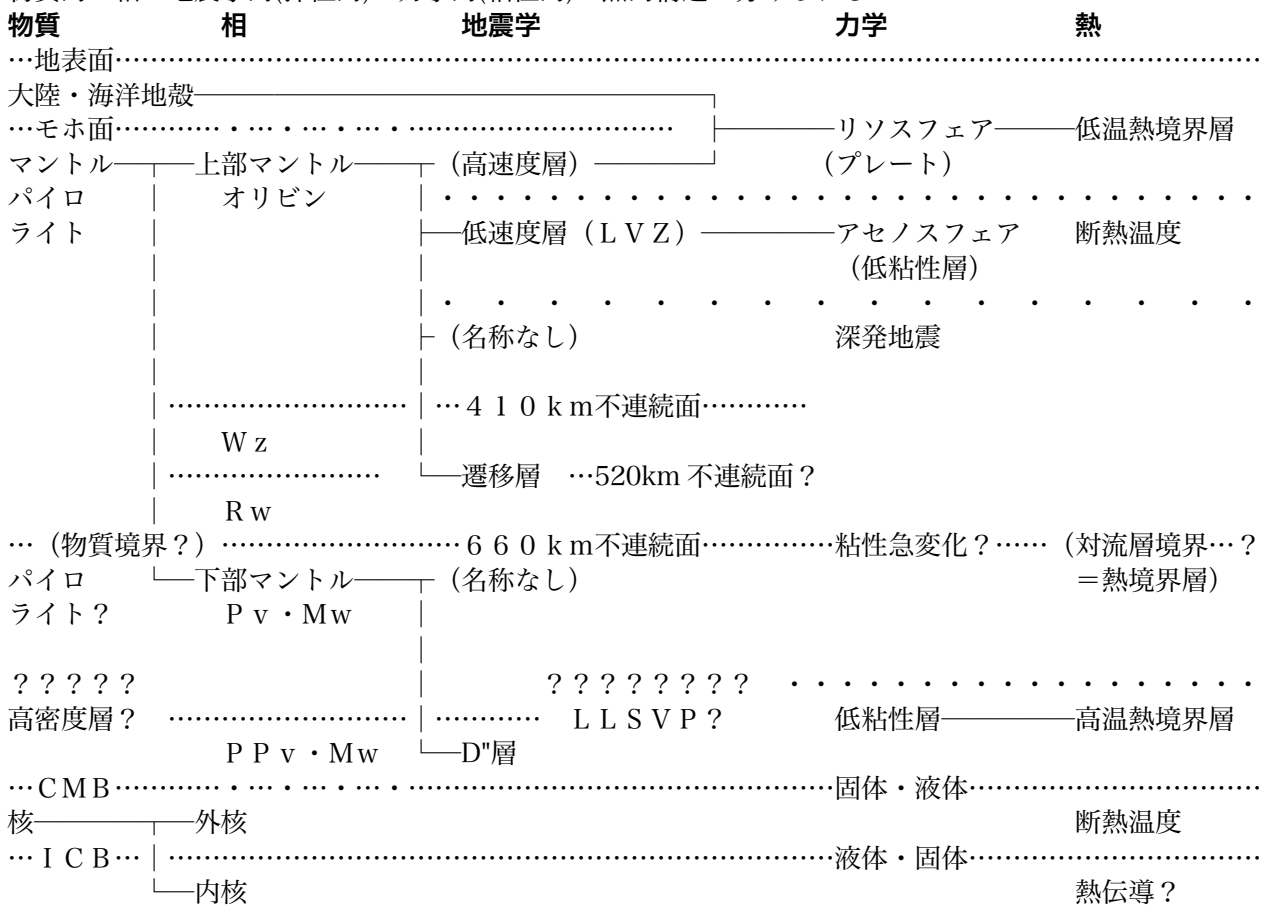 物質 相 地震学 力学 熱
…地表面………………………………………………………………………………………………
大陸・海洋地殻───────────────────┐
…モホ面…………・…・…・…・………………………… ├────リソスフェア───低温熱境界層
マントル─┬─上部マントル──┬（高速度層）────┘ （プレート）
パイロ │ オリビン │・・・・・・・・・・・・・・・・・・・・・・・・・・・・・・・
ライト │ ├─低速度層（ＬＶＺ）─────アセノスフェア 断熱温度
│ │ （低粘性層）
│ │・ ・ ・ ・ ・ ・ ・ ・ ・ ・ ・ ・ ・ ・ ・ ・
│ ├（名称なし） 深発地震
│ │
│……………………… │…４１０ｋｍ不連続面…………
│ Ｗｚ │
│…………………… └─遷移層 …520km 不連続面？
│ Ｒｗ
…（物質境界？）………………………６６０ｋｍ不連続面……………粘性急変化？……（対流層境界…？
パイロ └─下部マントル──┬（名称なし） ＝熱境界層）
ライト？ Ｐｖ・Ｍｗ │
│
？？？？？ │ ？？？？？？？？ ・・・・・・・・・・・・・・・・・・
高密度層？ ……………………… │………… ＬＬＳＶＰ？ 低粘性層─────高温熱境界層
ＰＰｖ・Ｍｗ └─D"層
…ＣＭＢ…………・…・…・…・…………………………………………固体・液体……………………………
核─────┬─外核 断熱温度
…ＩＣＢ…│…………………………………………………………………液体・固体……………………………
└─内核 熱伝導？